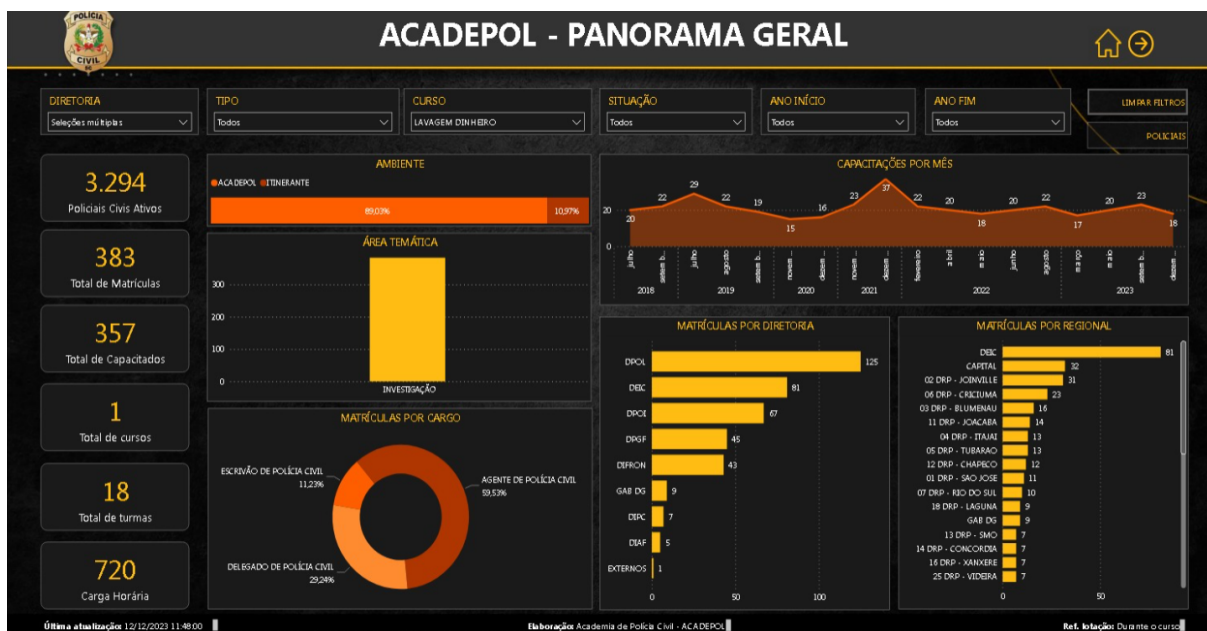 POLÍCIA
CIVIL
SC
ACADEPOL - PANORAMA GERAL
DIRETORIA
Seleções múltiplas
TIPO
Todos
CURSO
LAVAGEM DINHEIRO
SITUAÇÃO
Todos
ANO INÍCIO
Todos
ANO FIM
Todos
LIMPAR FILTROS
POLICIAIS
3.294
Policiais Civis Ativos
383
Total de Matrículas
357
Total de Capacitados
1
Total de cursos
18
Total de turmas
720
Carga Horária
AMBIENTE
ACADEPOL ITINERANTE
89,03% 10,97%
ÁREA TEMÁTICA
300
200
100
0
INVESTIGAÇÃO
MATRÍCULAS POR CARGO
ESCRIVÃO DE POLÍCIA CIVIL
11,23%
AGENTE DE POLÍCIA CIVIL
59,53%
DELEGADO DE POLÍCIA CIVIL
29,24%
CAPACITAÇÕES POR MÊS
20
0
20 22 29 22 19 15 16 23 37 22 20 18 20 22 17 20 23 18
julho setemb... julho agosto setemb... novem... dezem... novem... dezem... fevereiro abril maio junho agosto março maio setemb... dezem...
2018 2019 2020 2021 2022 2023
MATRÍCULAS POR DIRETORIA
DPOL 125
DEIC 81
DPOI 67
DPGF 45
DIFRON 43
GAB DG 9
DIPC 7
DIAF 5
EXTERNOS 1
0 50 100
MATRÍCULAS POR REGIONAL
DEIC 81
CAPITAL 32
02 DRP - JOINVILLE 31
06 DRP - CRICIUMA 23
03 DRP - BLUMENAU 16
11 DRP - JOACABA 14
04 DRP - ITAJAI 13
05 DRP - TUBARAO 13
12 DRP - CHAPECO 12
01 DRP - SAO JOSE 11
07 DRP - RIO DO SUL 10
18 DRP - LAGUNA 9
GAB DG 9
13 DRP - SMO 7
14 DRP - CONCORDIA 7
16 DRP - XANXERE 7
25 DRP - VIDEIRA 7
0 50
Última atualização: 12/12/2023 11:48:00
Elaboração: Academia de Polícia Civil - ACADEPOL
Ref. lotação: Durante o curso